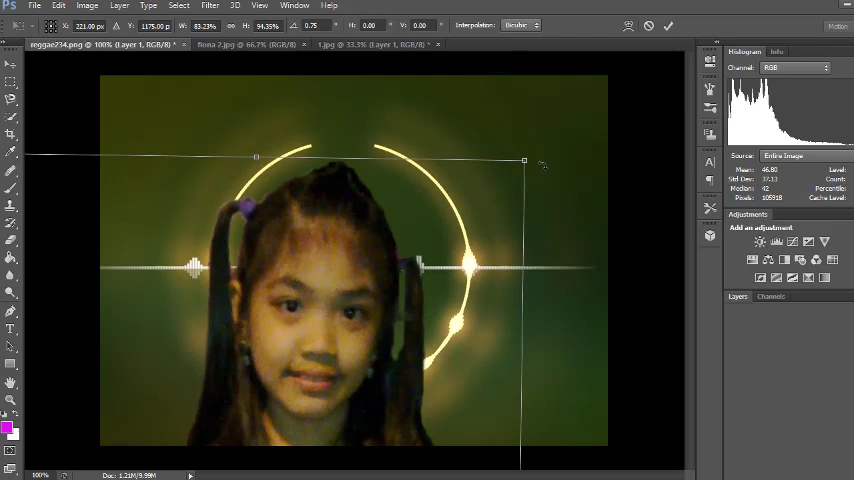 Ps File Edit Image Layer Type Select Filter 3D View Window Help
X: 221.00 px Y: 1175.00 p W: 83.23% H: 94.35% 0.75 ° H: 0.00 ° V: 0.00 ° Interpolation: Bicubic Motion
reggae234.png @ 100% (Layer 1, RGB/8) * × fiona 2.jpg @ 66.7% (RGB/8) × 1.jpg @ 33.3% (Layer 1, RGB/8) * ×
Histogram Info
Channel: RGB
Source: Entire Image
Mean: 46.80 Level:
Std Dev: 37.13 Count:
Median: 42 Percentile:
Pixels: 105918 Cache Level:
Adjustments
Add an adjustment
Layers Channels
100% Doc: 1.21M/9.99M